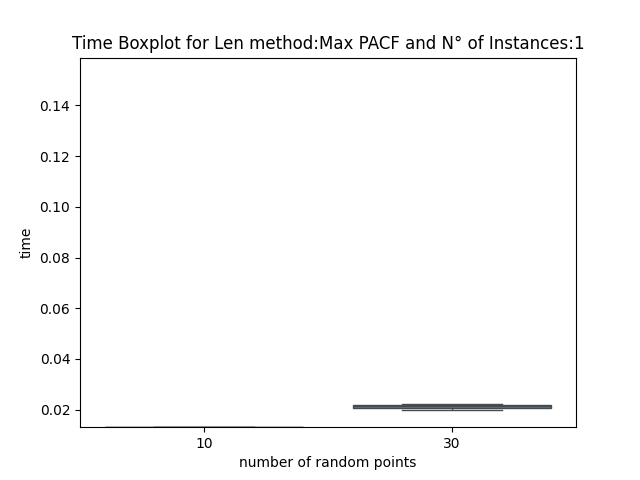 Time Boxplot for Len method:Max PACF and N° of Instances:1
0.14
0.12
0.10
0.08
0.06
0.04
0.02
time
10 30
number of random points